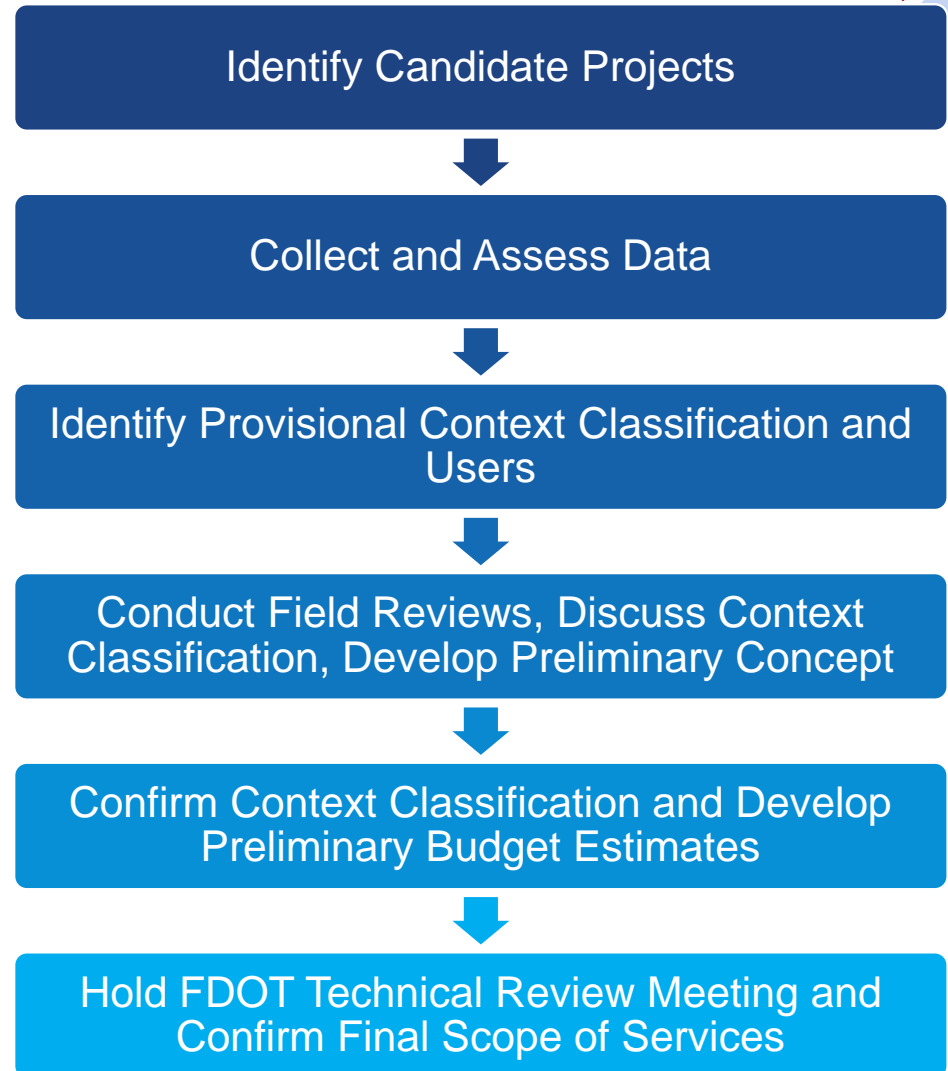 Identify Candidate Projects
Collect and Assess Data
Identify Provisional Context Classification and
Users
Conduct Field Reviews, Discuss Context
Classification, Develop Preliminary Concept
Confirm Context Classification and Develop
Preliminary Budget Estimates
Hold FDOT Technical Review Meeting and
Confirm Final Scope of Services